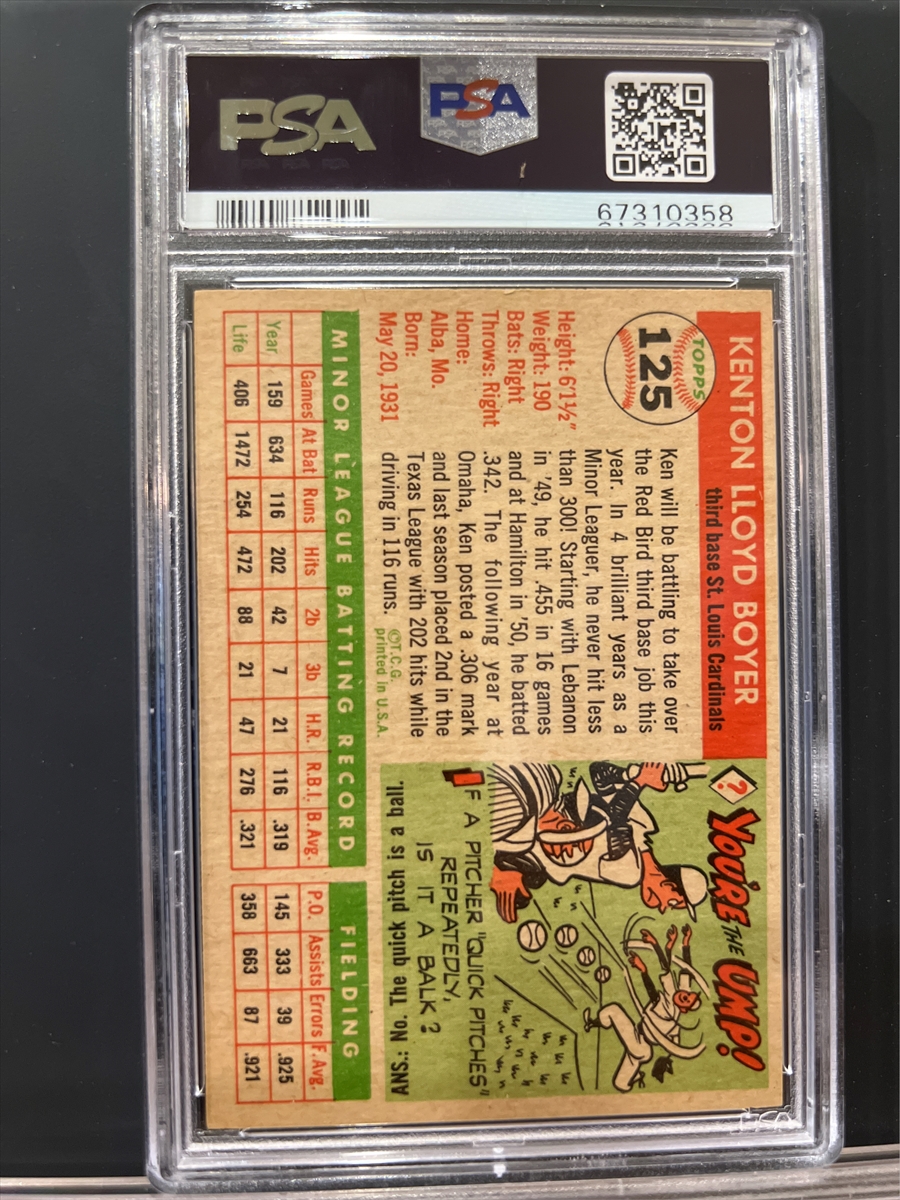 PSA
PSA
67310358
TOPPS
125
KENTON LLOYD BOYER
third base St. Louis Cardinals
Height: 6'1½"
Weight: 190
Bats: Right
Throws: Right
Home:
Alba, Mo.
Born:
May 20, 1931
Ken will be battling to take over
the Red Bird third base job this
year. In 4 brilliant years as a
Minor Leaguer, he never hit less
than 300! Starting with Lebanon
in '49, he hit .455 in 16 games
and at Hamilton in '50, he batted
.342. The following year at
Omaha, Ken posted a .306 mark
and last season placed 2nd in the
Texas League with 202 hits while
driving in 116 runs.
©T.C.G.
printed in U.S.A.
? YOU'RE THE UMP!
IF A PITCHER "QUICK PITCHES"
REPEATEDLY,
IS IT A BALK?
ANS: No. The quick pitch is a ball.
MINOR LEAGUE BATTING RECORD FIELDING
Games At Bat Runs Hits 2b 3b H.R. R.B.I. B.Avg. P.O. Assists Errors F.Avg.
Year 159 634 116 202 42 7 21 116 .319 145 333 39 .925
Life 406 1472 254 472 88 21 47 276 .321 358 663 87 .921
PSA